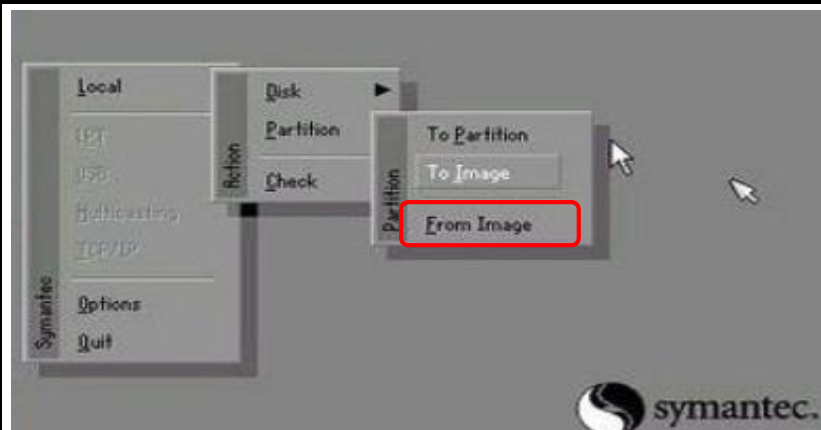 Local
LPT
USB
Multicasting
TCP/IP
Options
Quit
Symantec
Disk
Partition
Check
Action
To Partition
To Image
From Image
Partition
symantec.